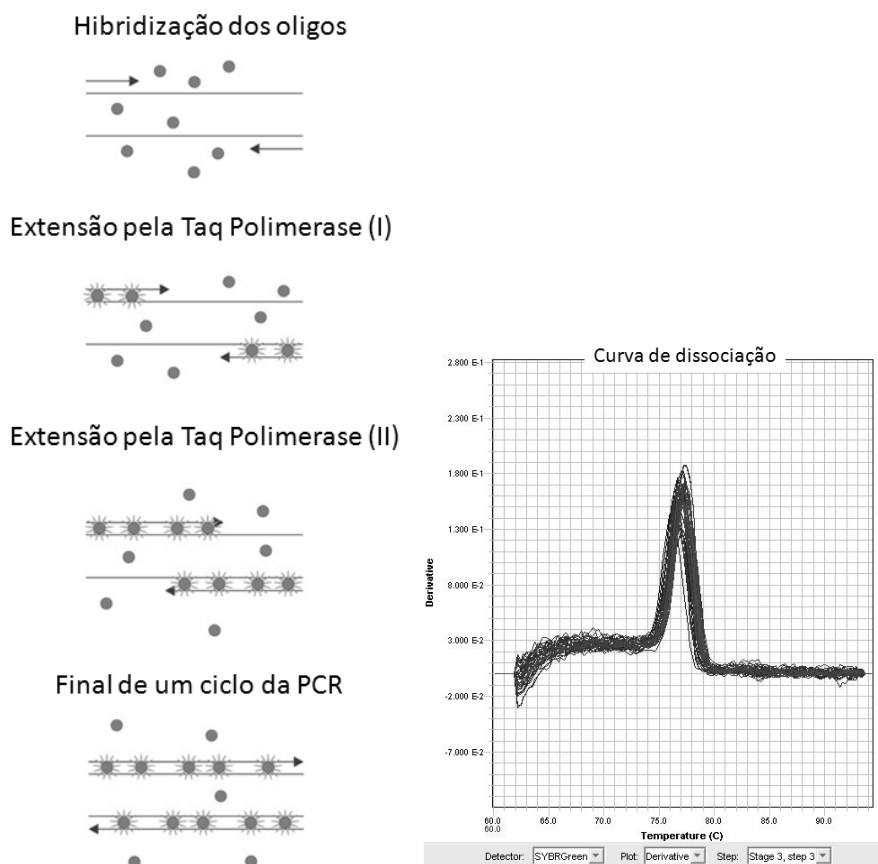 Hibridização dos oligos
Extensão pela Taq Polimerase (I)
Extensão pela Taq Polimerase (II)
Final de um ciclo da PCR
Curva de dissociação
2.800 E-1
2.300 E-1
1.800 E-1
1.300 E-1
8.000 E-2
3.000 E-2
-2.000 E-2
-7.000 E-2
Derivative
60.0 65.0 70.0 75.0 80.0 85.0 90.0
60.0
Temperature (C)
Detector: SYBRGreen Plot: Derivative Step: Stage 3, step 3